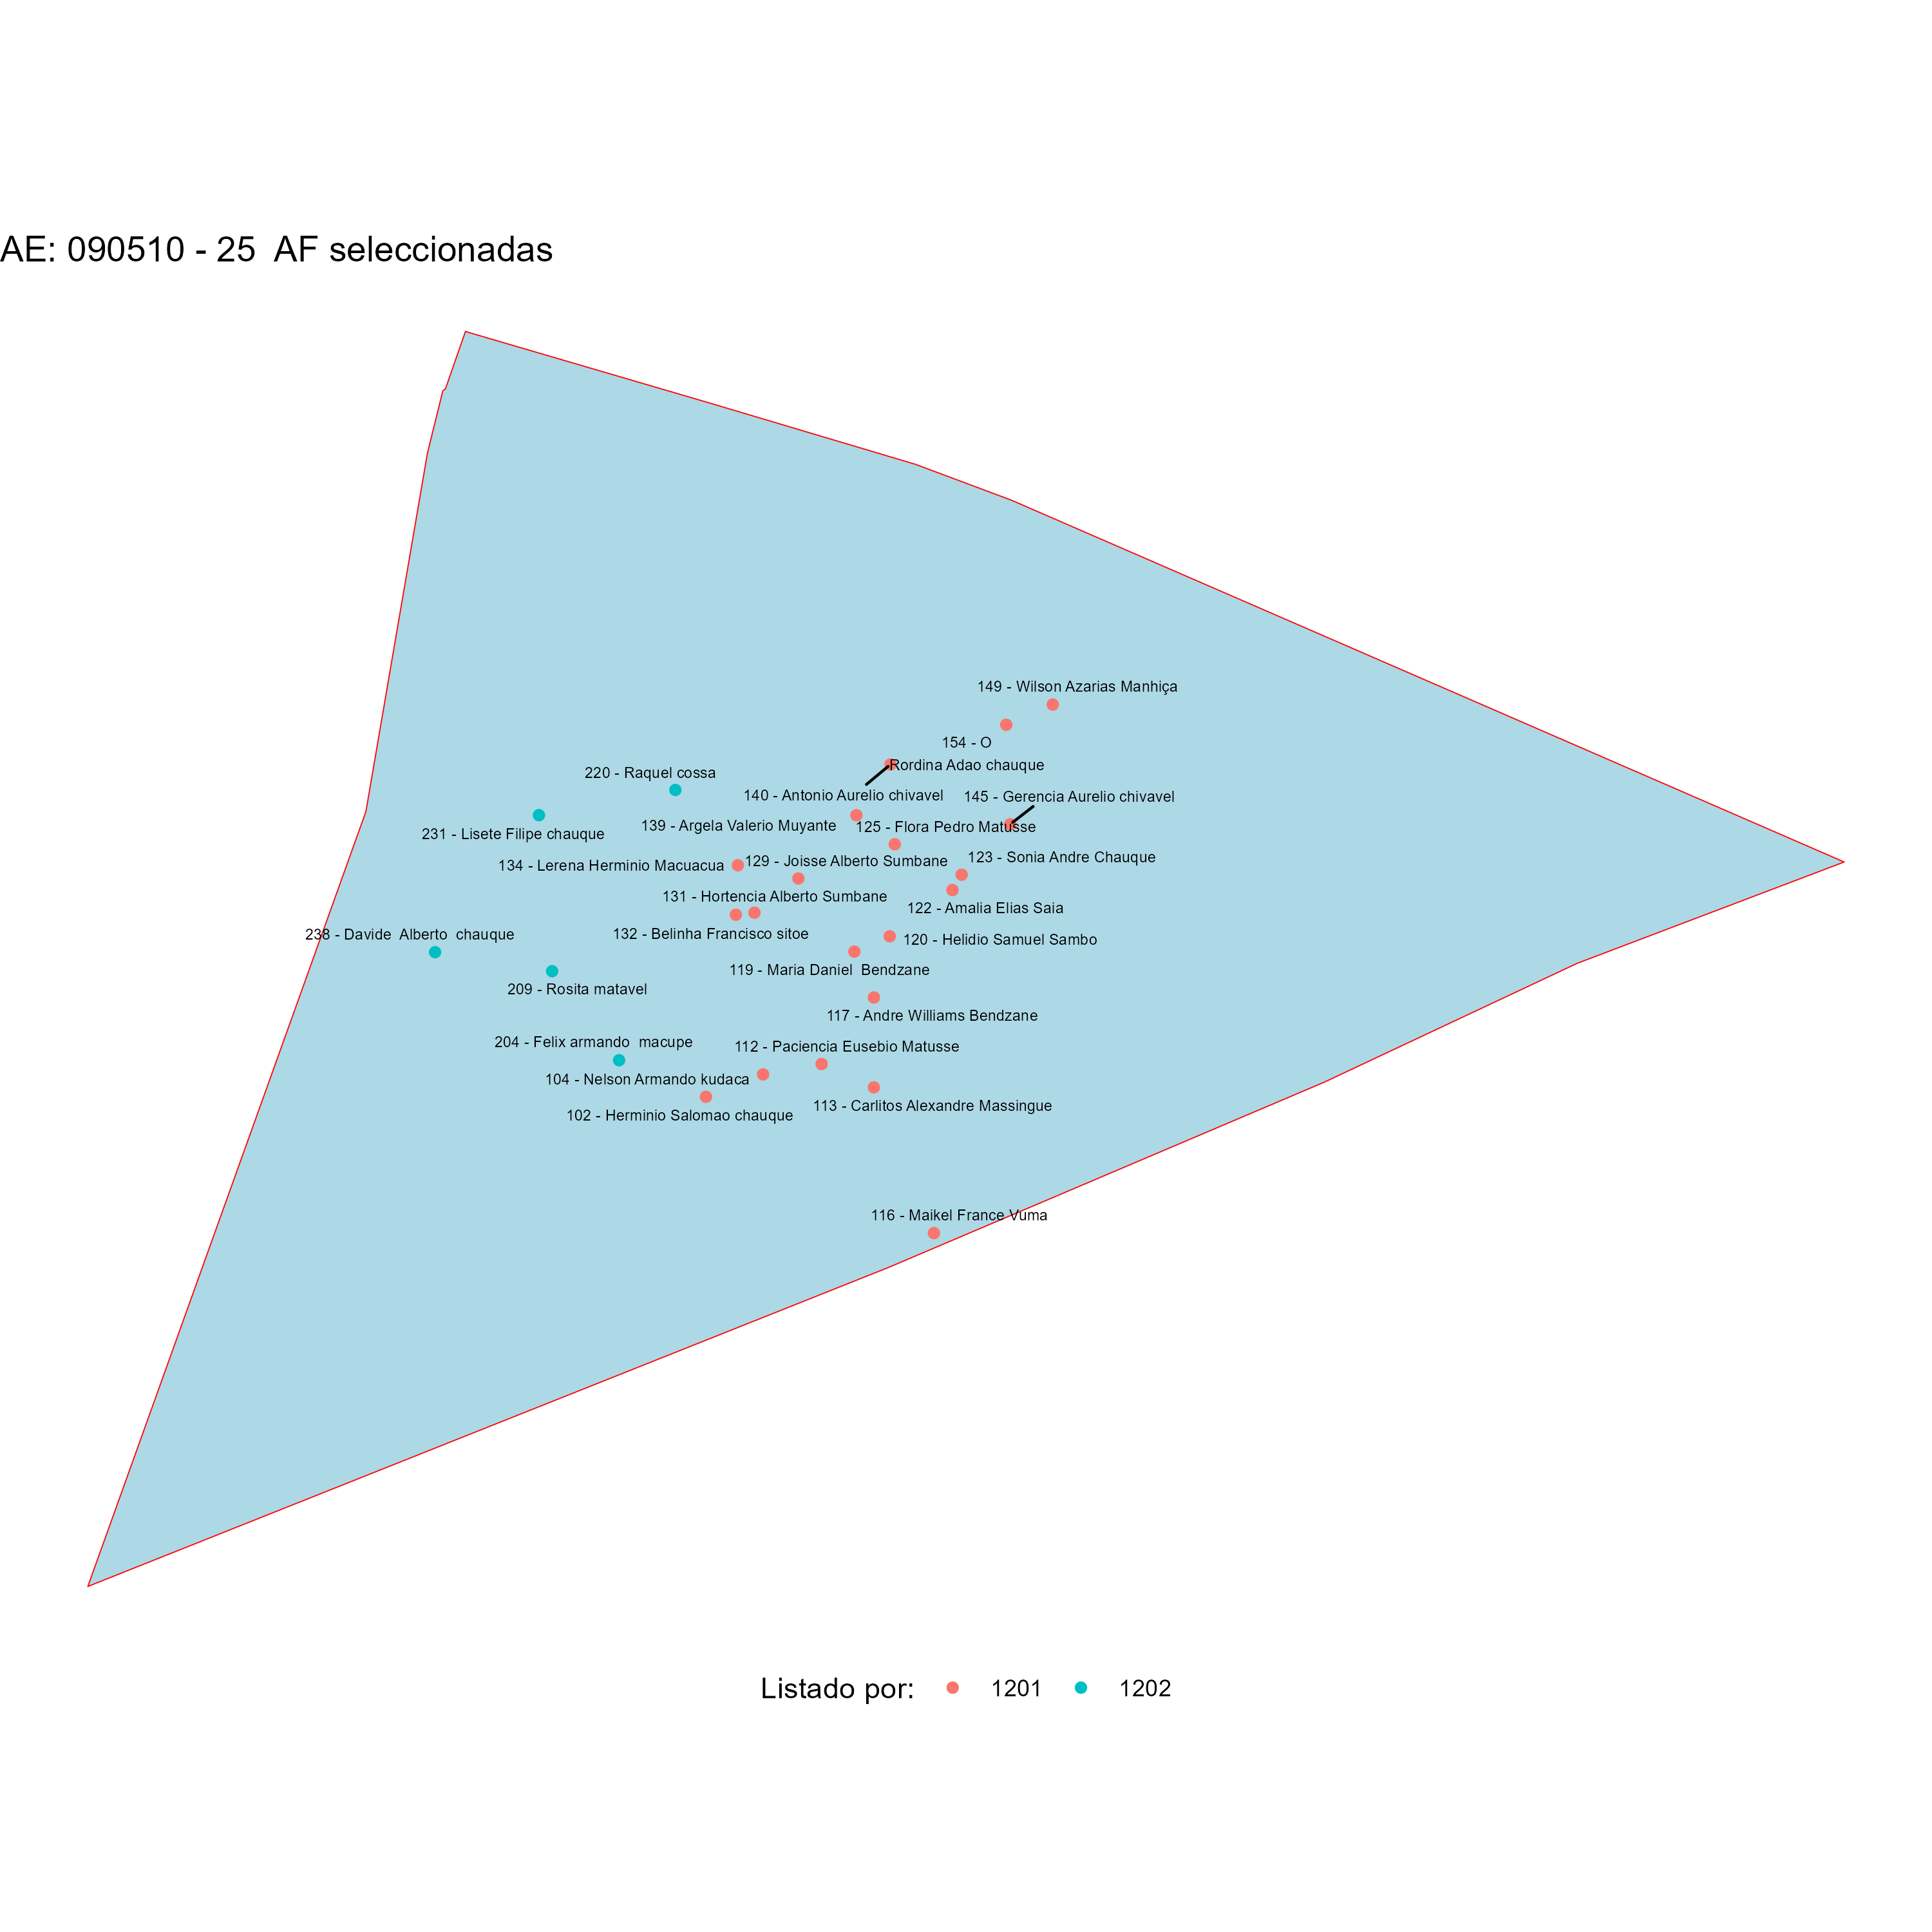 AE: 090510 - 25  AF seleccionadas
149 - Wilson Azarias Manhiça
154 - O
Rordina Adao chauque
220 - Raquel cossa
140 - Antonio Aurelio chivavel
145 - Gerencia Aurelio chivavel
139 - Argela Valerio Muyante
125 - Flora Pedro Matusse
231 - Lisete Filipe chauque
123 - Sonia Andre Chauque
129 - Joisse Alberto Sumbane
134 - Lerena Herminio Macuacua
131 - Hortencia Alberto Sumbane
122 - Amalia Elias Saia
132 - Belinha Francisco sitoe
238 - Davide  Alberto  chauque
120 - Helidio Samuel Sambo
119 - Maria Daniel  Bendzane
209 - Rosita matavel
117 - Andre Williams Bendzane
204 - Felix armando  macupe
112 - Paciencia Eusebio Matusse
104 - Nelson Armando kudaca
113 - Carlitos Alexandre Massingue
102 - Herminio Salomao chauque
116 - Maikel France Vuma
Listado por: 1201 1202